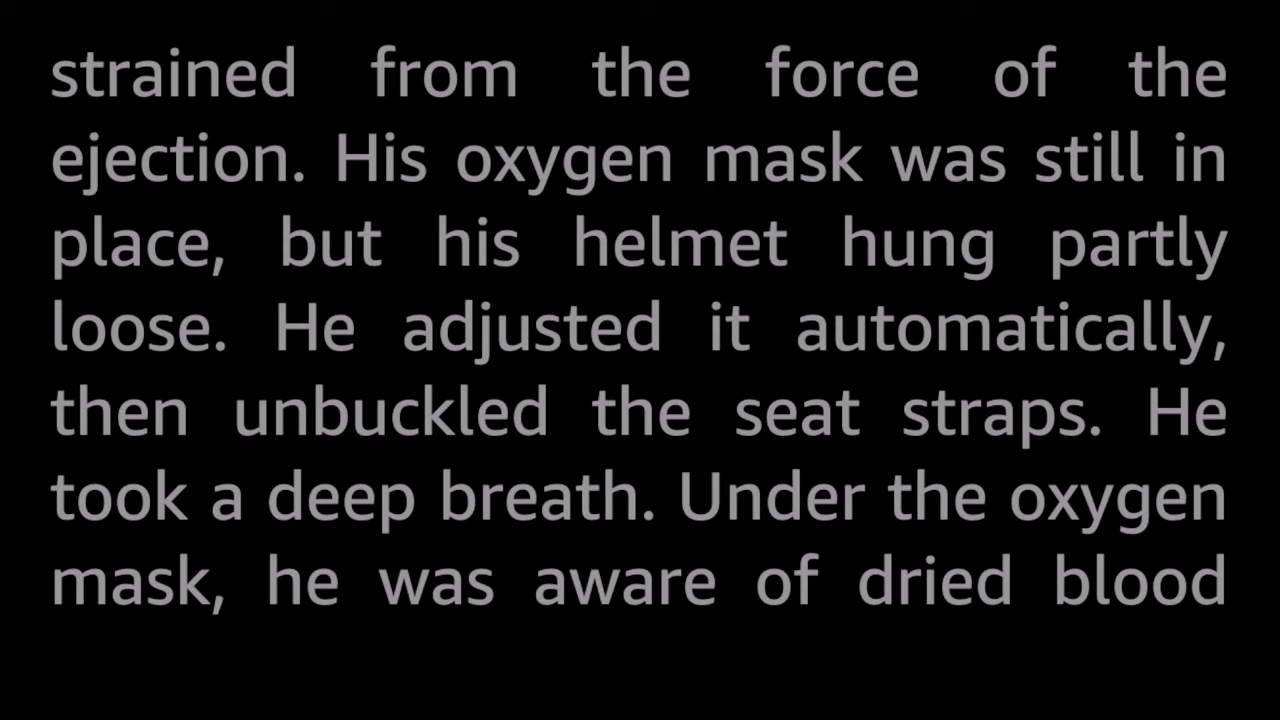 strained from the force of the
ejection. His oxygen mask was still in
place, but his helmet hung partly
loose. He adjusted it automatically,
then unbuckled the seat straps. He
took a deep breath. Under the oxygen
mask, he was aware of dried blood